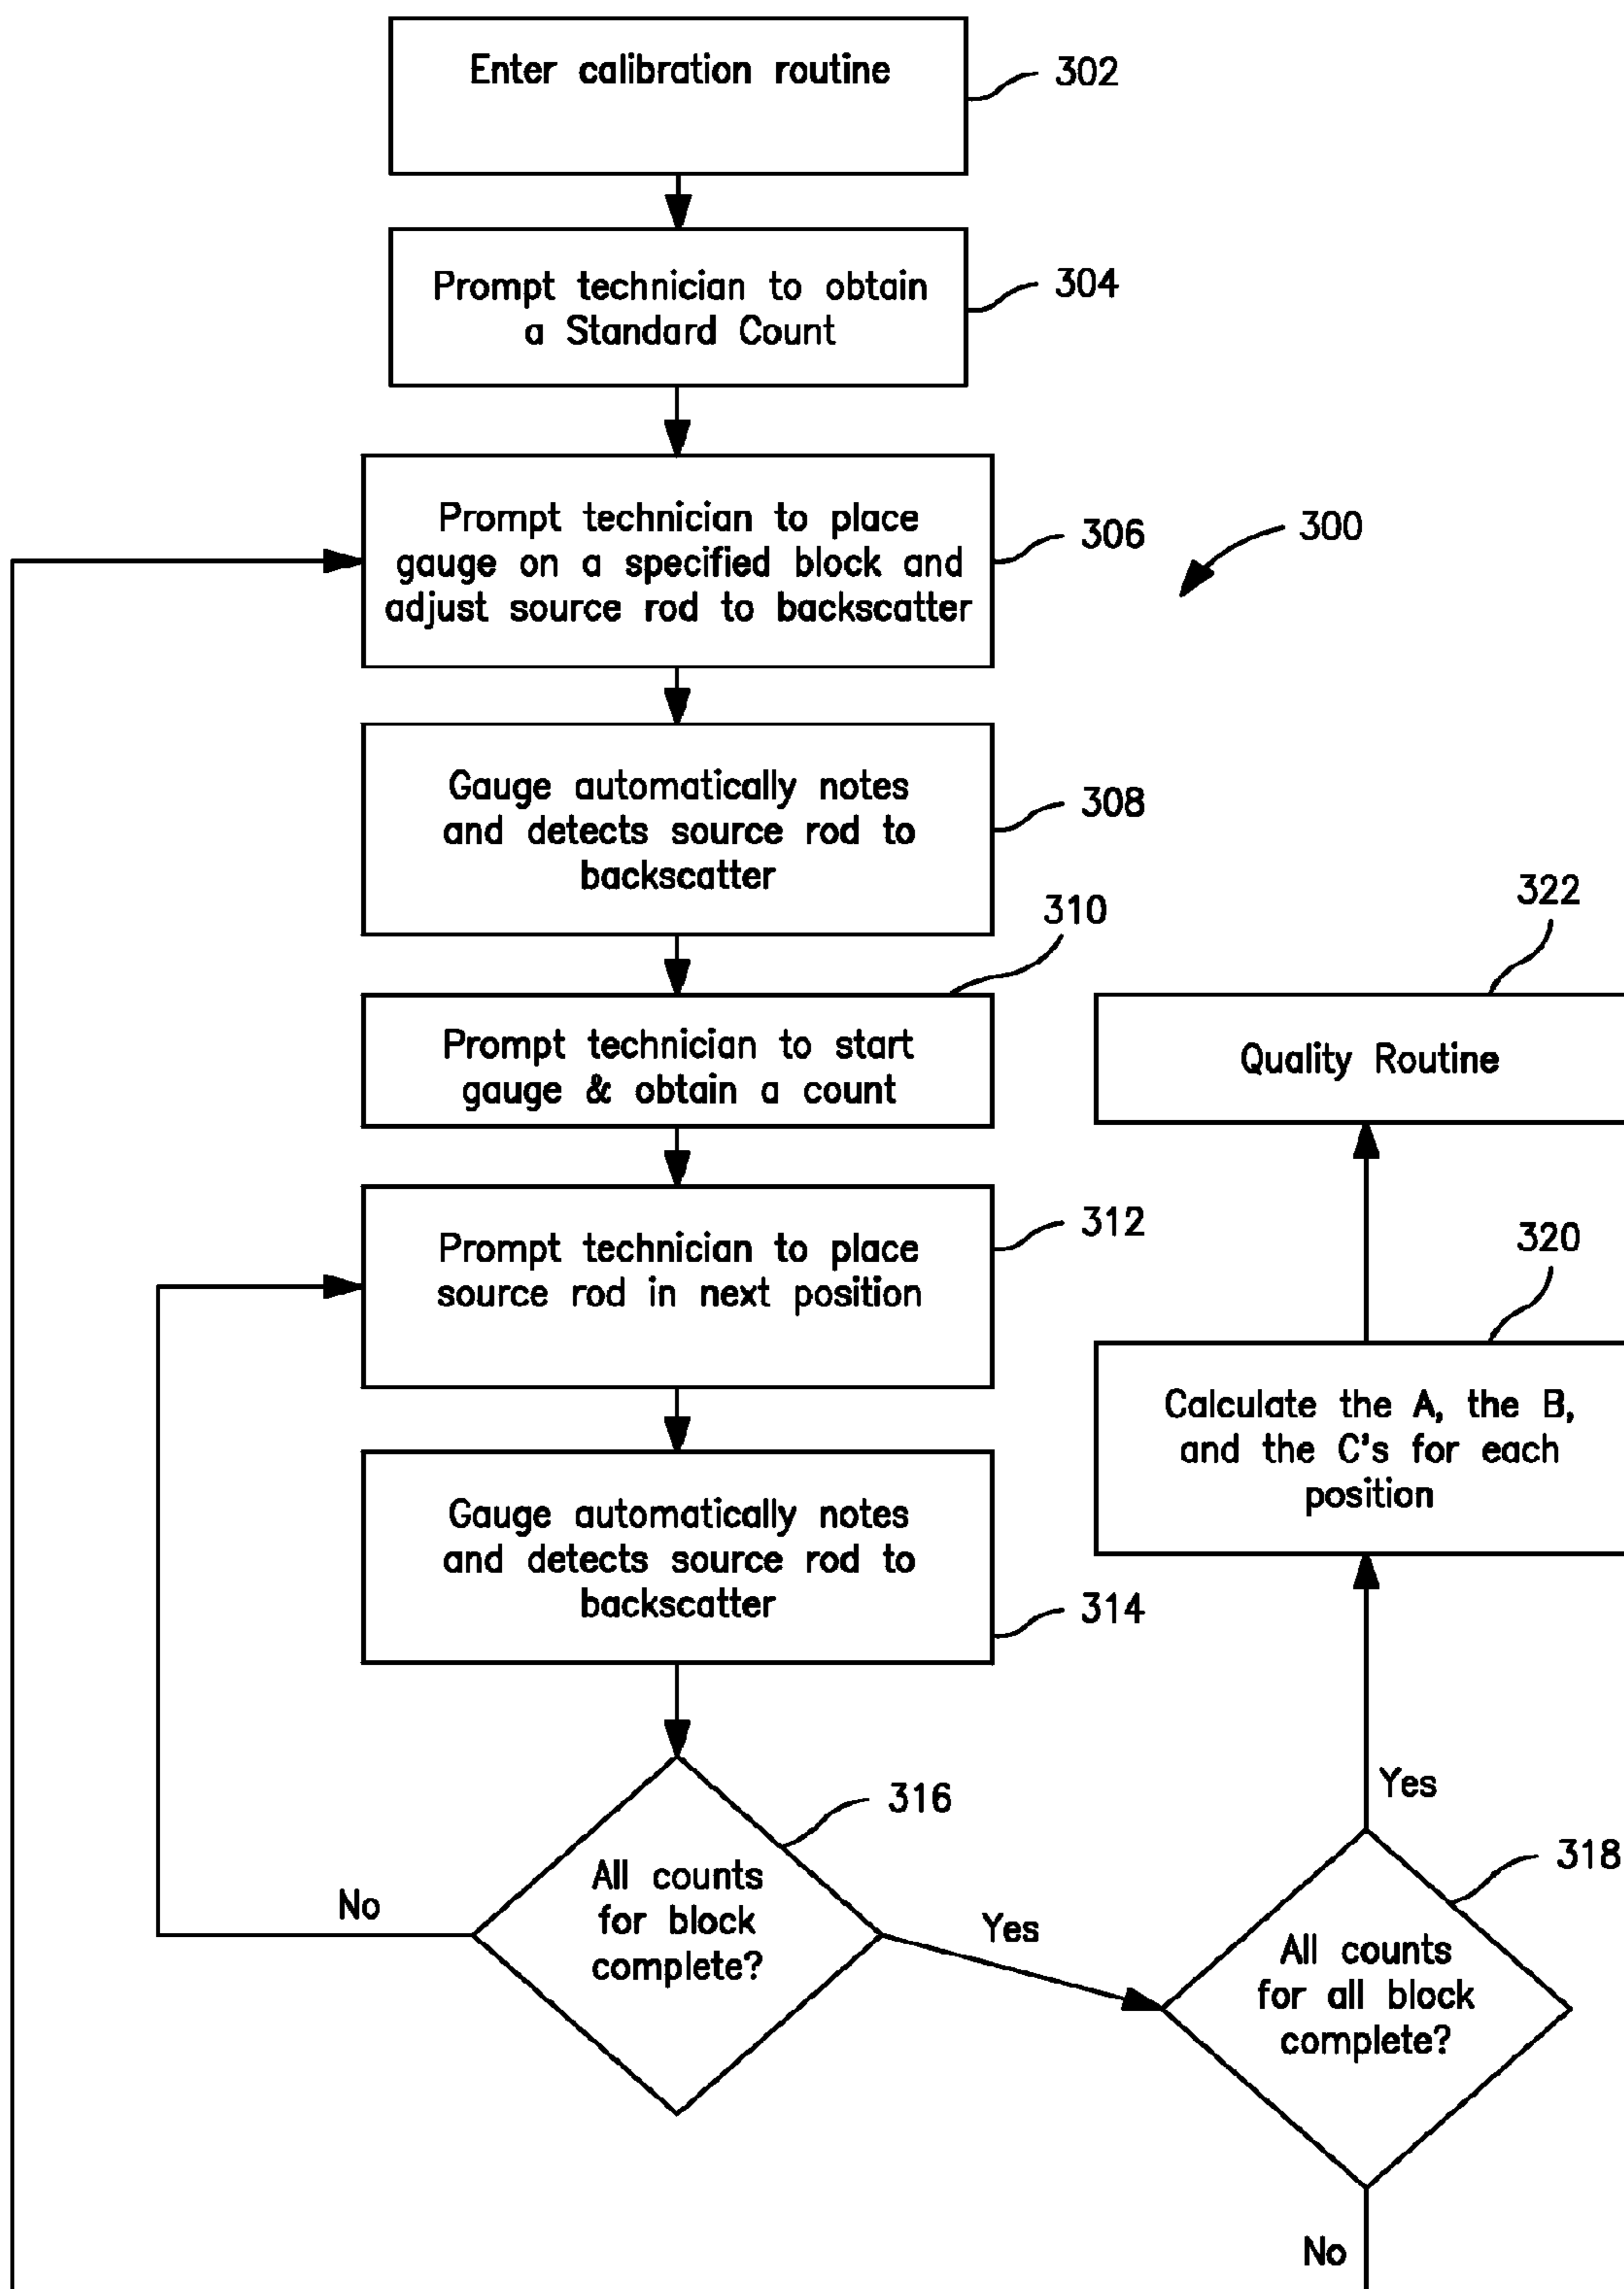 Enter calibration routine
302
Prompt technician to obtain
a Standard Count
304
Prompt technician to place
gauge on a specified block and
adjust source rod to backscatter
306
300
Gauge automatically notes
and detects source rod to
backscatter
308
310
Prompt technician to start
gauge & obtain a count
322
Quality Routine
Prompt technician to place
source rod in next position
312
320
Calculate the A, the B,
and the C's for each
position
Gauge automatically notes
and detects source rod to
backscatter
314
All counts
for block
complete?
316
No
Yes
Yes
318
All counts
for all block
complete?
No